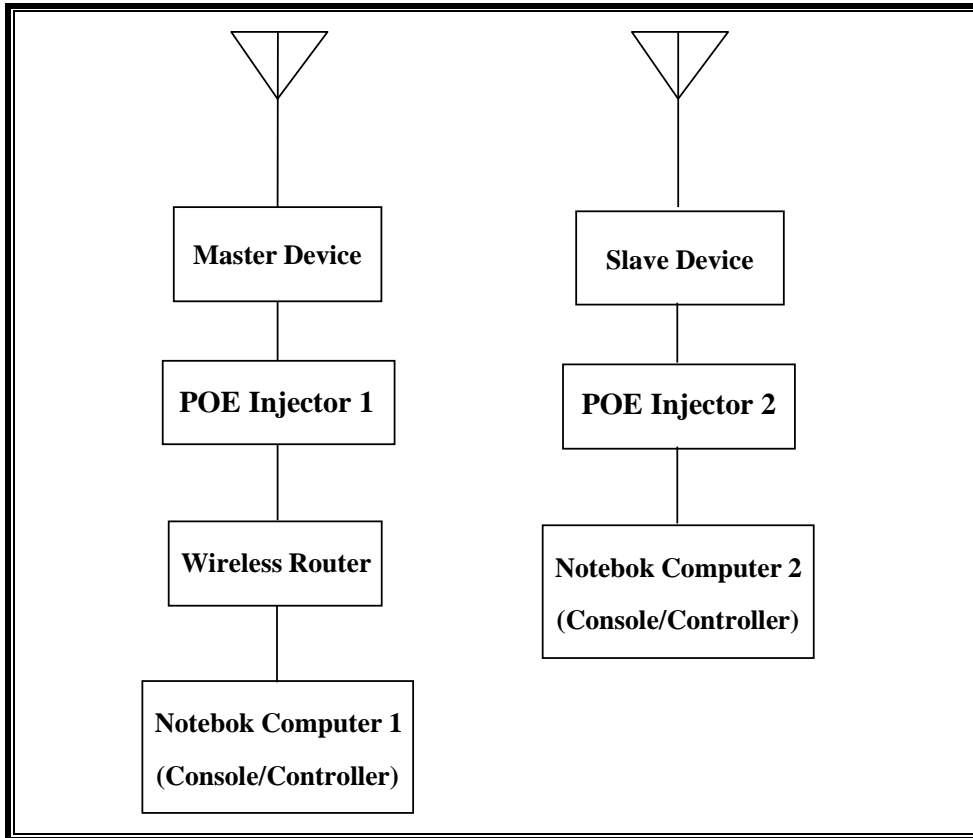 Master Device
POE Injector 1
Wireless Router
Notebok Computer 1
(Console/Controller)
Slave Device
POE Injector 2
Notebok Computer 2
(Console/Controller)